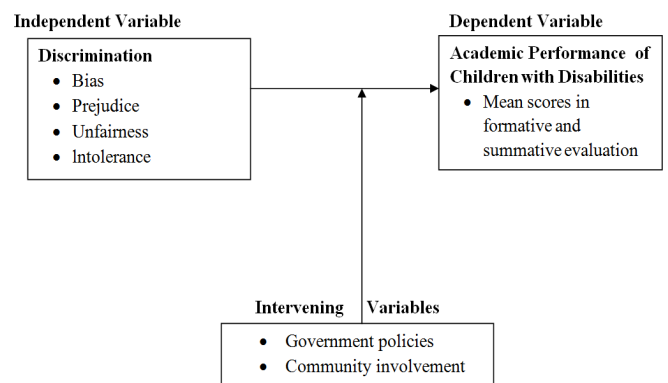 Independent Variable
Discrimination
• Bias
• Prejudice
• Unfairness
• Intolerance
Dependent Variable
Academic Performance of
Children with Disabilities
• Mean scores in
formative and
summative evaluation
Intervening Variables
• Government policies
• Community involvement